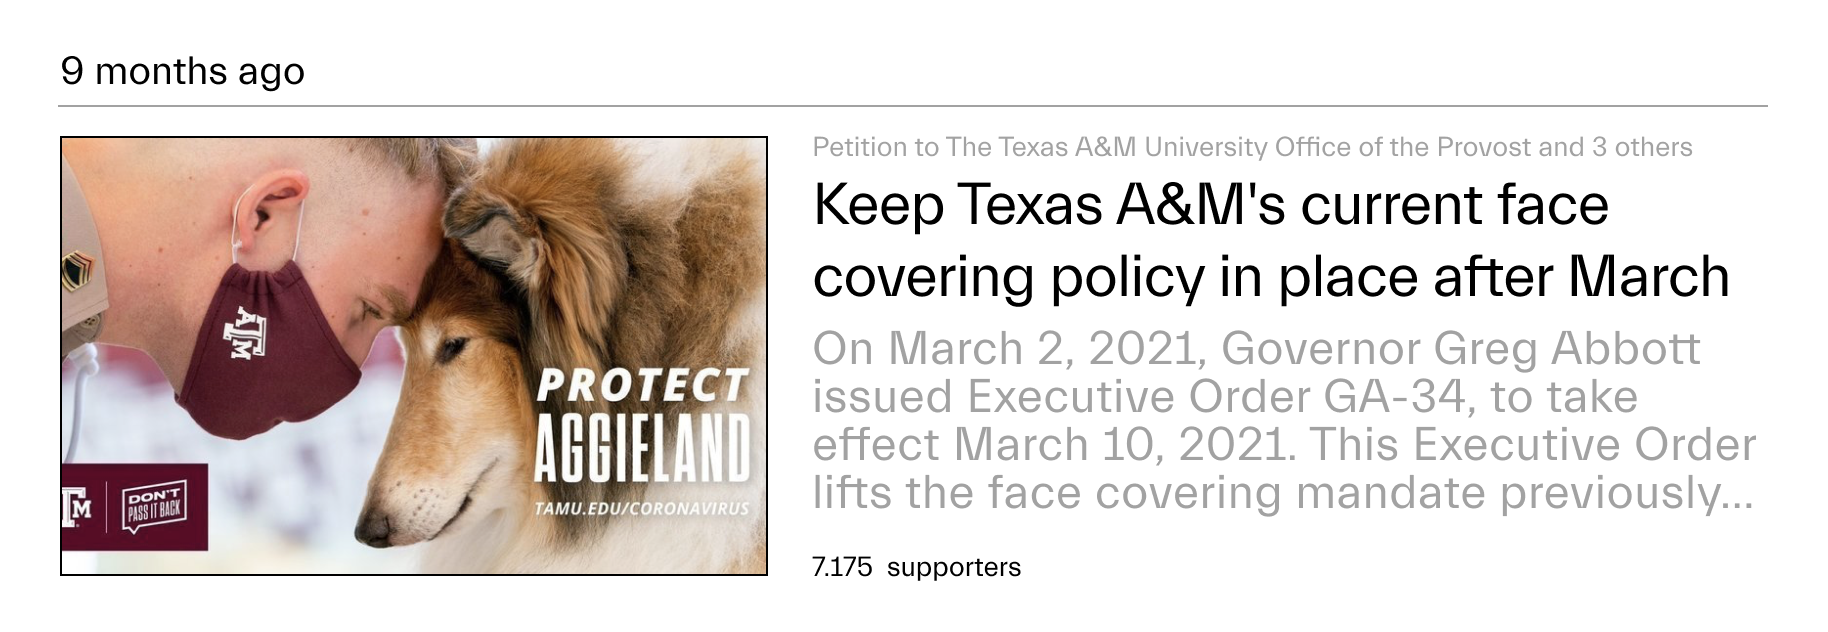 9 months ago
Petition to The Texas A&M University Office of the Provost and 3 others
Keep Texas A&M's current face
covering policy in place after March
On March 2, 2021, Governor Greg Abbott
issued Executive Order GA-34, to take
effect March 10, 2021. This Executive Order
lifts the face covering mandate previously...
7.175 supporters
ATM
PROTECT
AGGIELAND
TAMU.EDU/CORONAVIRUS
TM
DON'T
PASS IT BACK